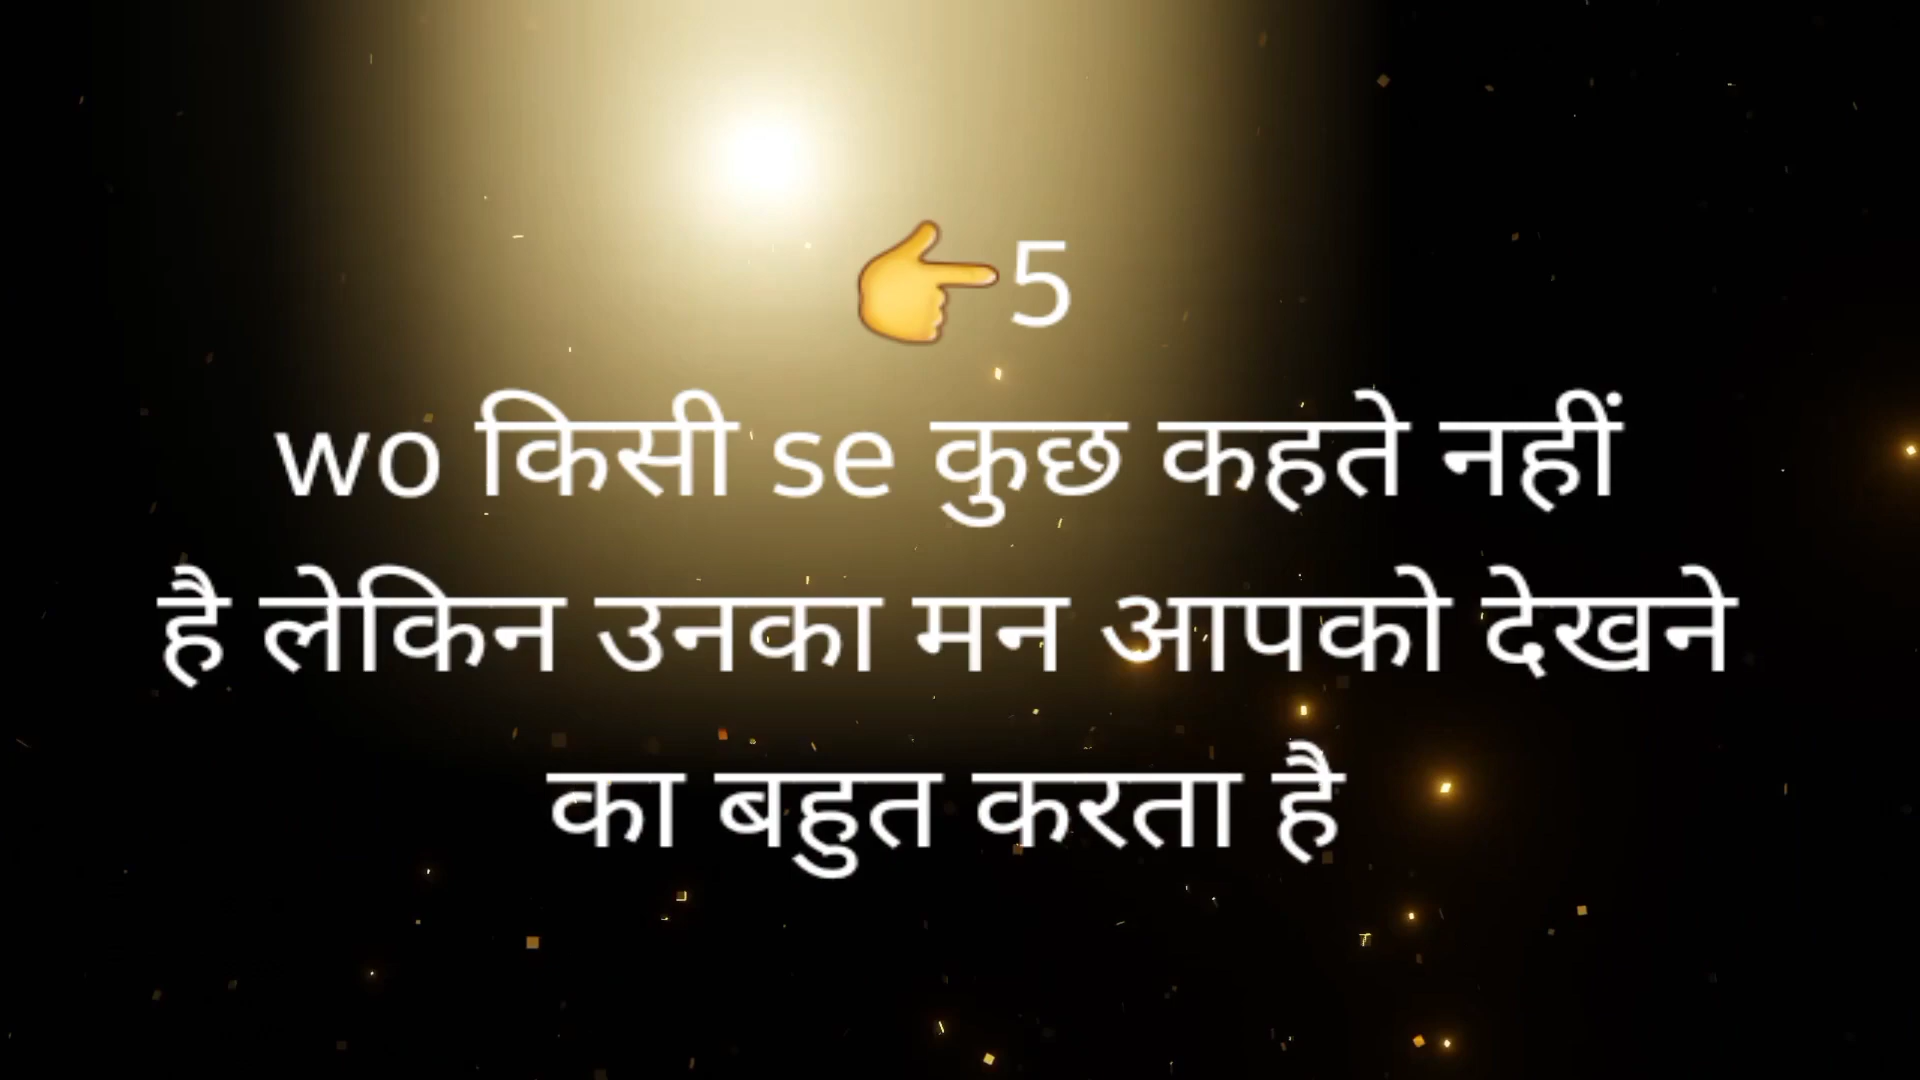 👉5
wo किसी se कुछ कहते नहीं
है लेकिन उनका मन आपको देखने
का बहुत करता है